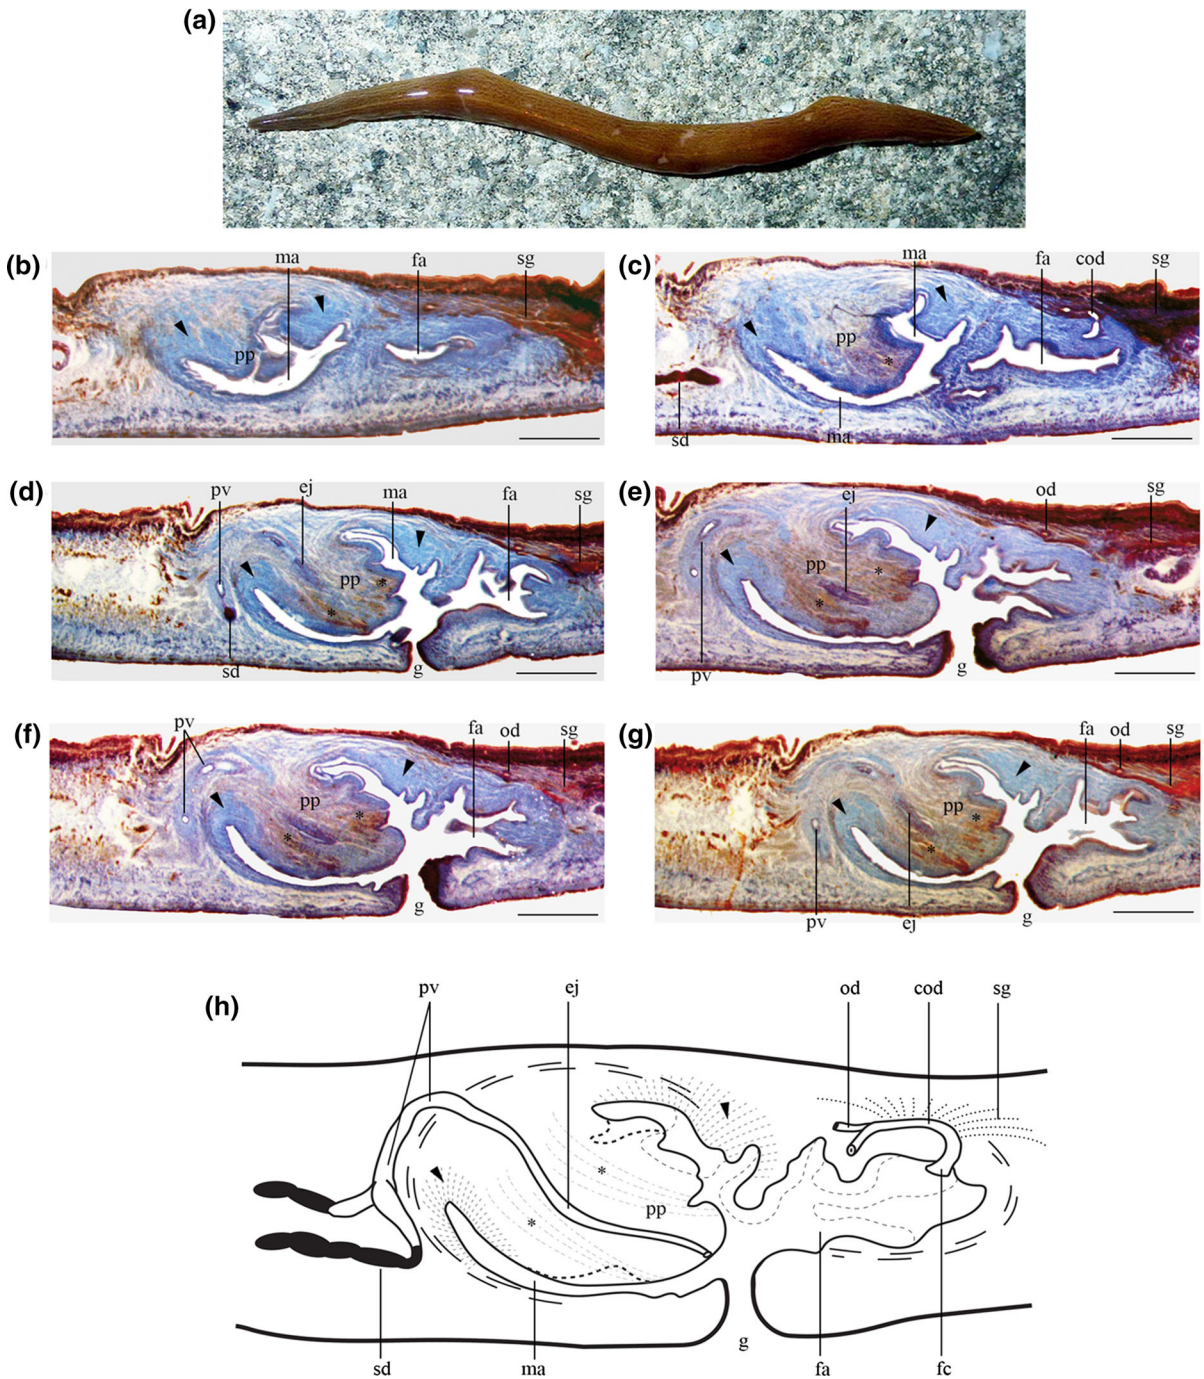 (a)
(b) ma fa sg
pp
(c) ma fa cod sg
pp
*
sd ma
(d) pv ej ma fa sg
pp *
*
sd g
(e) ej od sg
pp *
*
pv g
(f) pv fa od sg
pp *
*
g
(g) fa od sg
pp *
*
pv ej g
(h) pv ej od cod sg
*
* pp
sd ma g fa fc